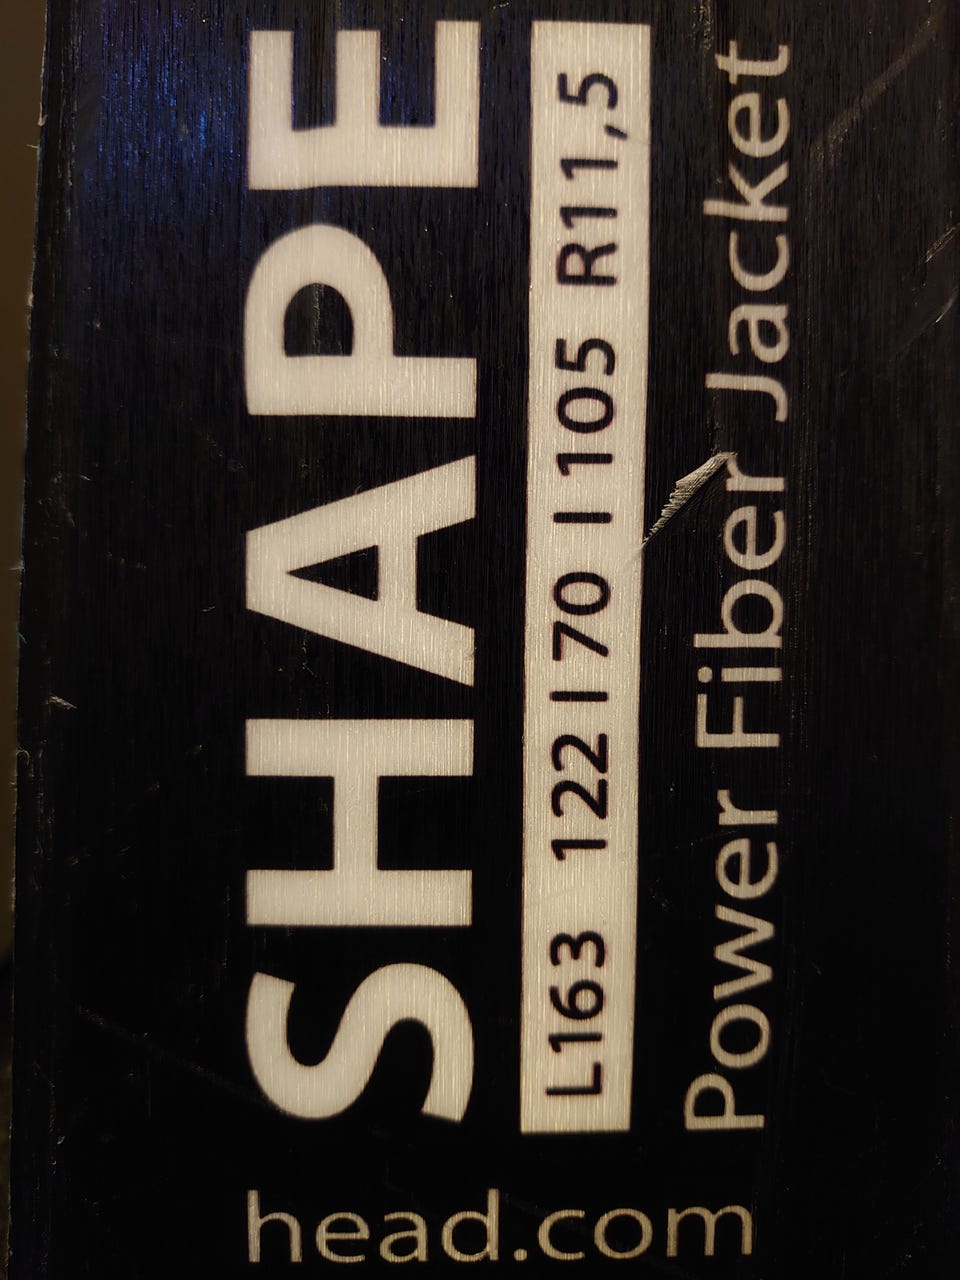 SHAPE
L163 122 | 70 | 105 R11,5
Power Fiber Jacket
head.com